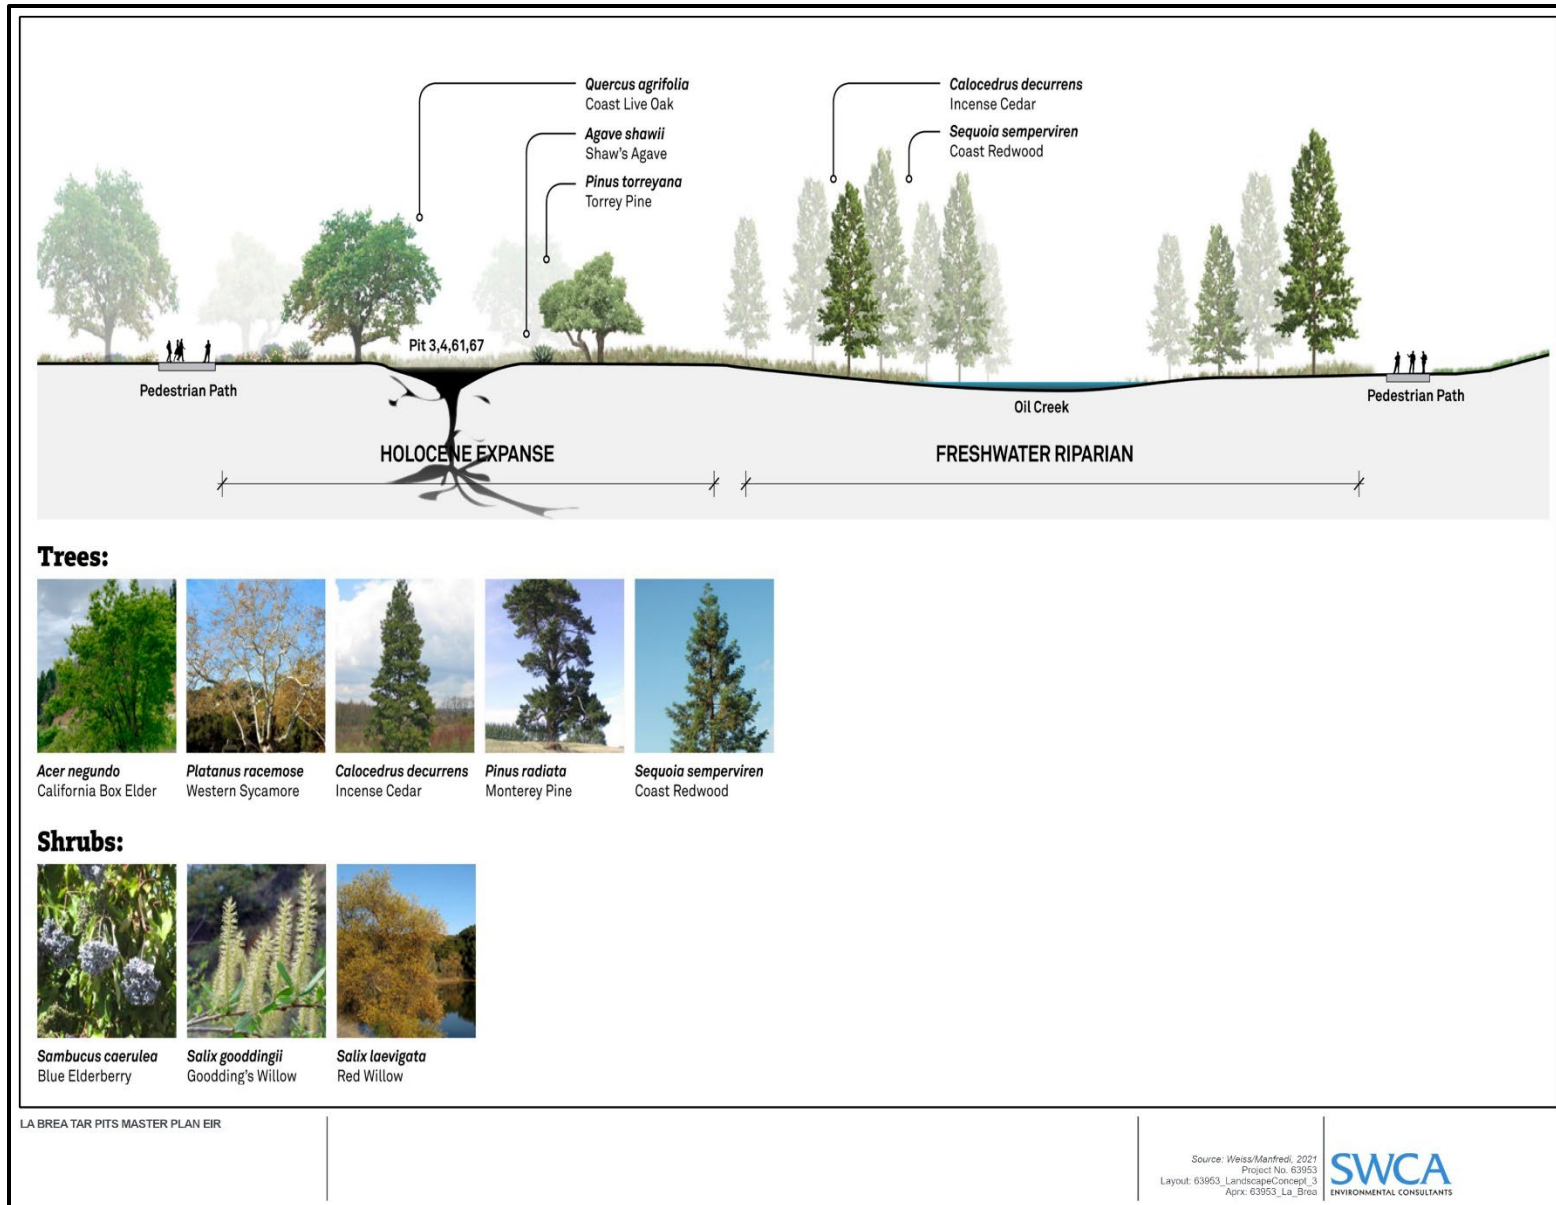 Quercus agrifolia
Coast Live Oak
Agave shawii
Shaw's Agave
Pinus torreyana
Torrey Pine
Calocedrus decurrens
Incense Cedar
Sequoia semperviren
Coast Redwood
Pit 3,4,61,67
Pedestrian Path
Oil Creek
Pedestrian Path
HOLOCENE EXPANSE
FRESHWATER RIPARIAN
Trees:
Acer negundo
California Box Elder
Platanus racemose
Western Sycamore
Calocedrus decurrens
Incense Cedar
Pinus radiata
Monterey Pine
Sequoia semperviren
Coast Redwood
Shrubs:
Sambucus caerulea
Blue Elderberry
Salix gooddingii
Goodding's Willow
Salix laevigata
Red Willow
LA BREA TAR PITS MASTER PLAN EIR
Source: Weiss/Manfredi, 2021
Project No. 63953
Layout: 63953_LandscapeConcept_3
Aprx: 63953_La_Brea
SWCA
ENVIRONMENTAL CONSULTANTS